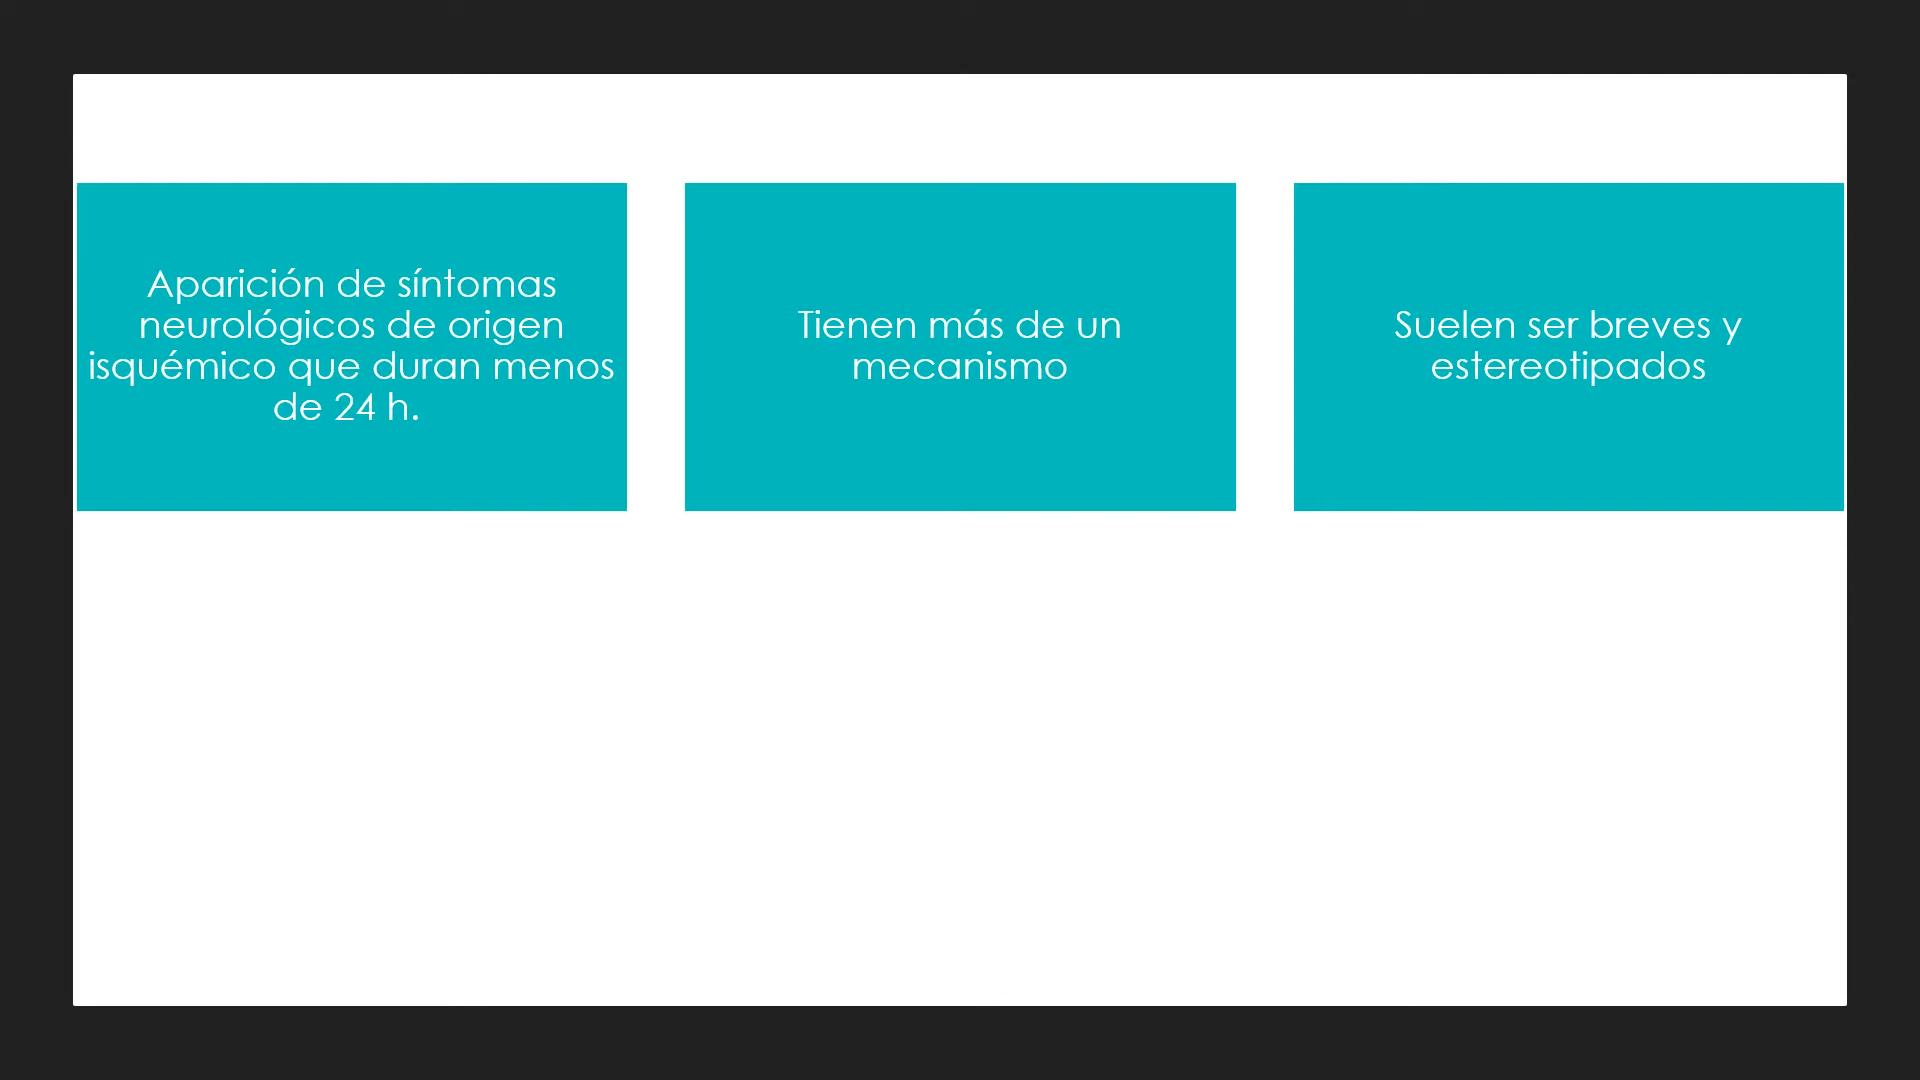 Aparición de síntomas
neurológicos de origen
isquémico que duran menos
de 24 h.
Tienen más de un
mecanismo
Suelen ser breves y
estereotipados